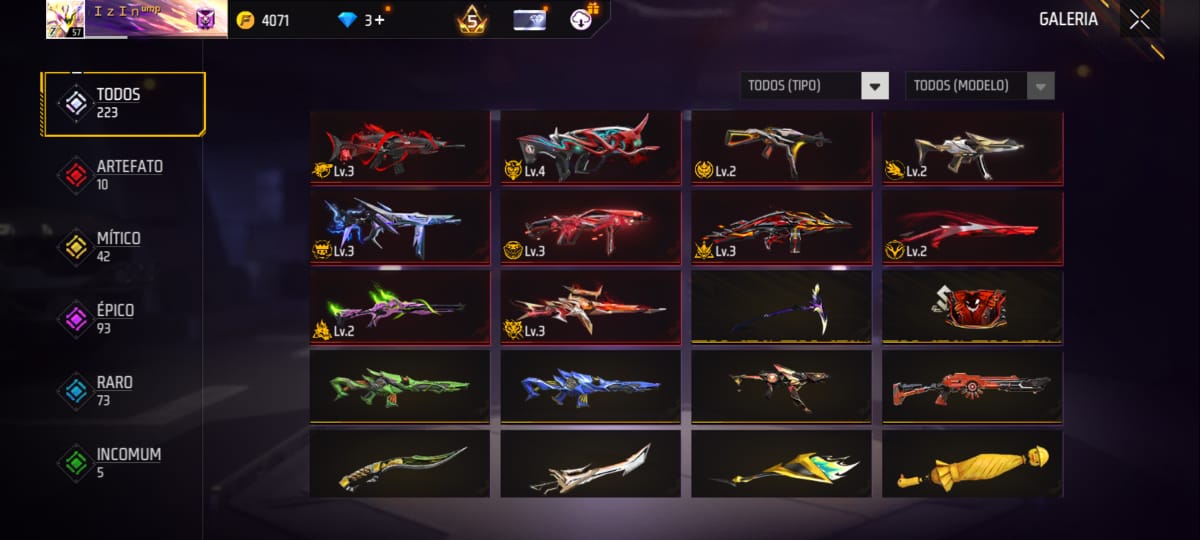 IzInump
57
4071
3+
5
GALERIA
TODOS (TIPO)
TODOS (MODELO)
TODOS
223
ARTEFATO
10
MÍTICO
42
ÉPICO
93
RARO
73
INCOMUM
5
Lv.3
Lv.4
Lv.2
Lv.2
Lv.3
Lv.3
Lv.3
Lv.2
Lv.2
Lv.3